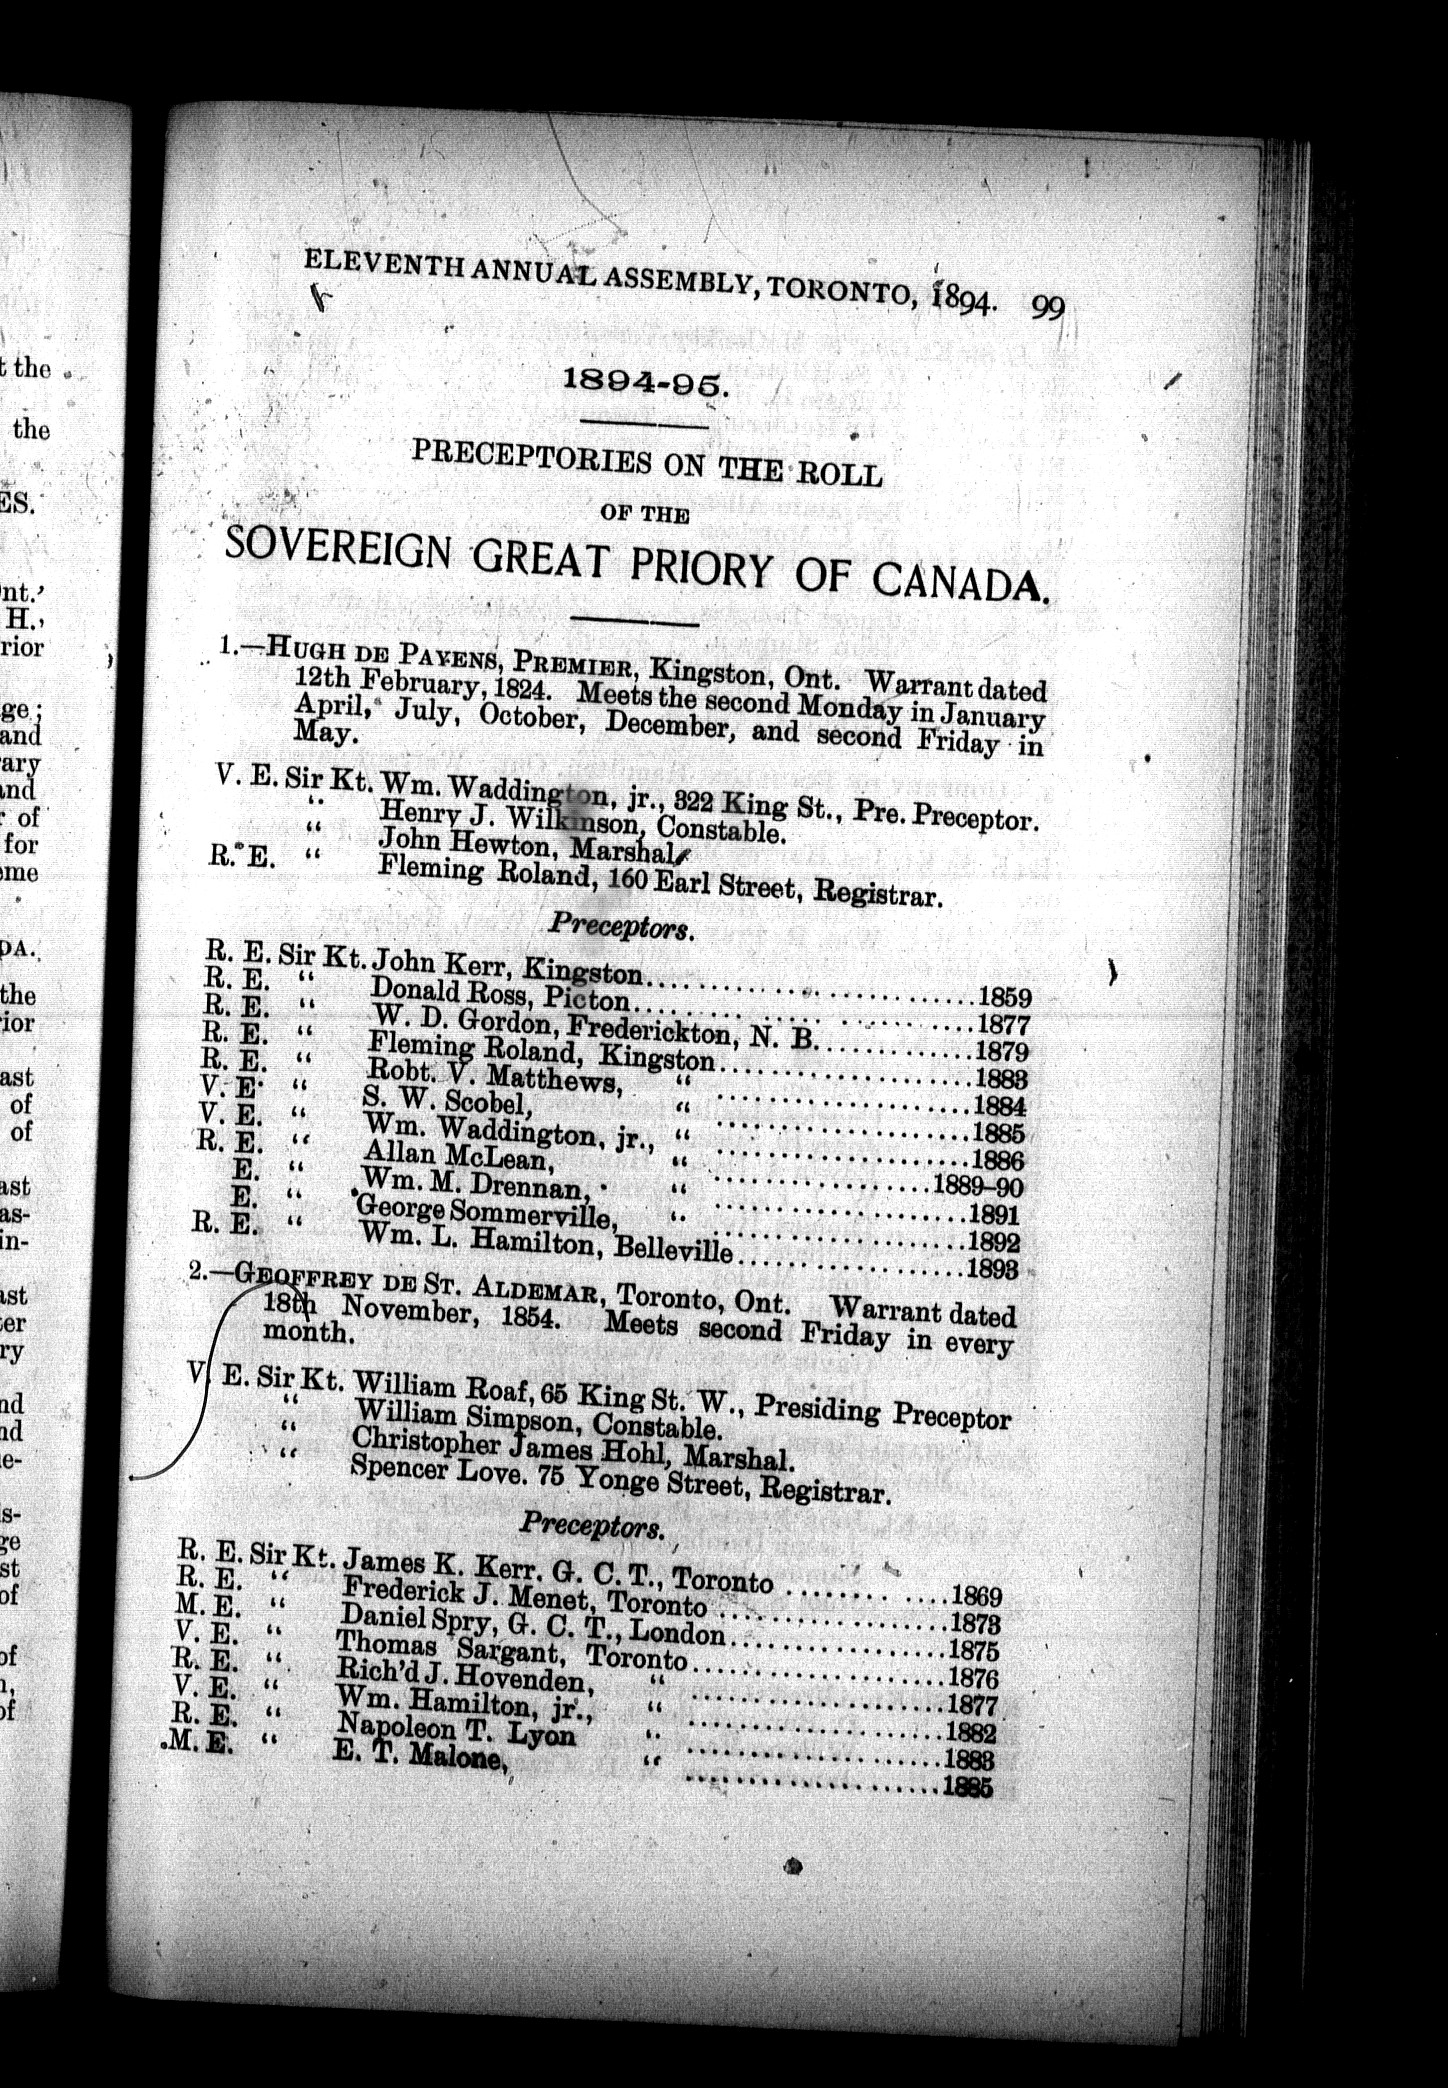 ELEVENTH ANNUAL ASSEMBLY, TORONTO, 1894. 99
1894-95.
PRECEPTORIES ON THE ROLL
OF THE
SOVEREIGN GREAT PRIORY OF CANADA.
1.—HUGH DE PAYENS, PREMIER, Kingston, Ont. Warrant dated
12th February, 1824. Meets the second Monday in January
April, July, October, December, and second Friday in
May.
V. E. Sir Kt. Wm. Waddington, jr., 322 King St., Pre. Preceptor.
“ Henry J. Wilkinson, Constable.
“ John Hewton, Marshal
R. E. “ Fleming Roland, 160 Earl Street, Registrar.
Preceptors.
R. E. Sir Kt. John Kerr, Kingston............................1859
R. E. “ Donald Ross, Picton............................1877
R. E. “ W. D. Gordon, Frederickton, N. B..............1879
R. E. “ Fleming Roland, Kingston......................1883
R. E. “ Robt. V. Matthews, “ ......................1884
V. E. “ S. W. Scobel, “ ......................1885
V. E. “ Wm. Waddington, jr., “ ......................1886
R. E. “ Allan McLean, “ ..................1889-90
E. “ Wm. M. Drennan, “ ......................1891
E. “ George Sommerville, “ ......................1892
R. E. “ Wm. L. Hamilton, Belleville....................1893
2.—GEOFFREY DE ST. ALDEMAR, Toronto, Ont. Warrant dated
18th November, 1854. Meets second Friday in every
month.
V. E. Sir Kt. William Roaf, 65 King St. W., Presiding Preceptor
“ William Simpson, Constable.
“ Christopher James Hohl, Marshal.
“ Spencer Love. 75 Yonge Street, Registrar.
Preceptors.
R. E. Sir Kt. James K. Kerr. G. C. T., Toronto ............1869
R. E. “ Frederick J. Menet, Toronto ...................1873
M. E. “ Daniel Spry, G. C. T., London..................1875
V. E. “ Thomas Sargant, Toronto......................1876
R. E. “ Rich'd J. Hovenden, “ ......................1877
V. E. “ Wm. Hamilton, jr., “ ......................1882
R. E. “ Napoleon T. Lyon “ ......................1883
M. E. “ E. T. Malone, “ ......................1885